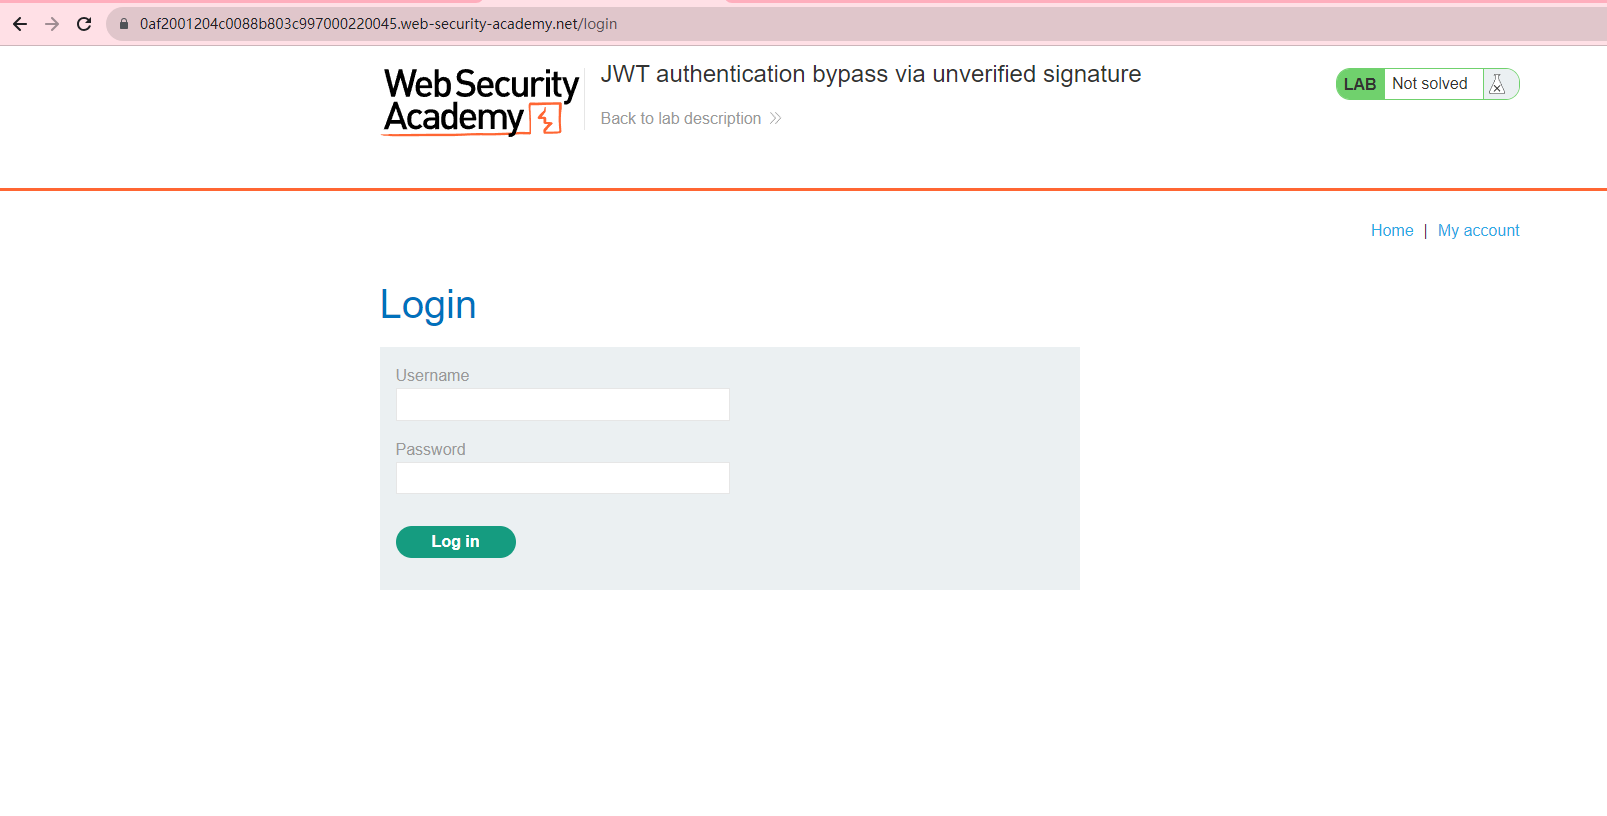 0af2001204c0088b803c997000220045.web-security-academy.net/login
Web Security
Academy
JWT authentication bypass via unverified signature
Back to lab description
LAB Not solved
Home | My account
Login
Username
Password
Log in